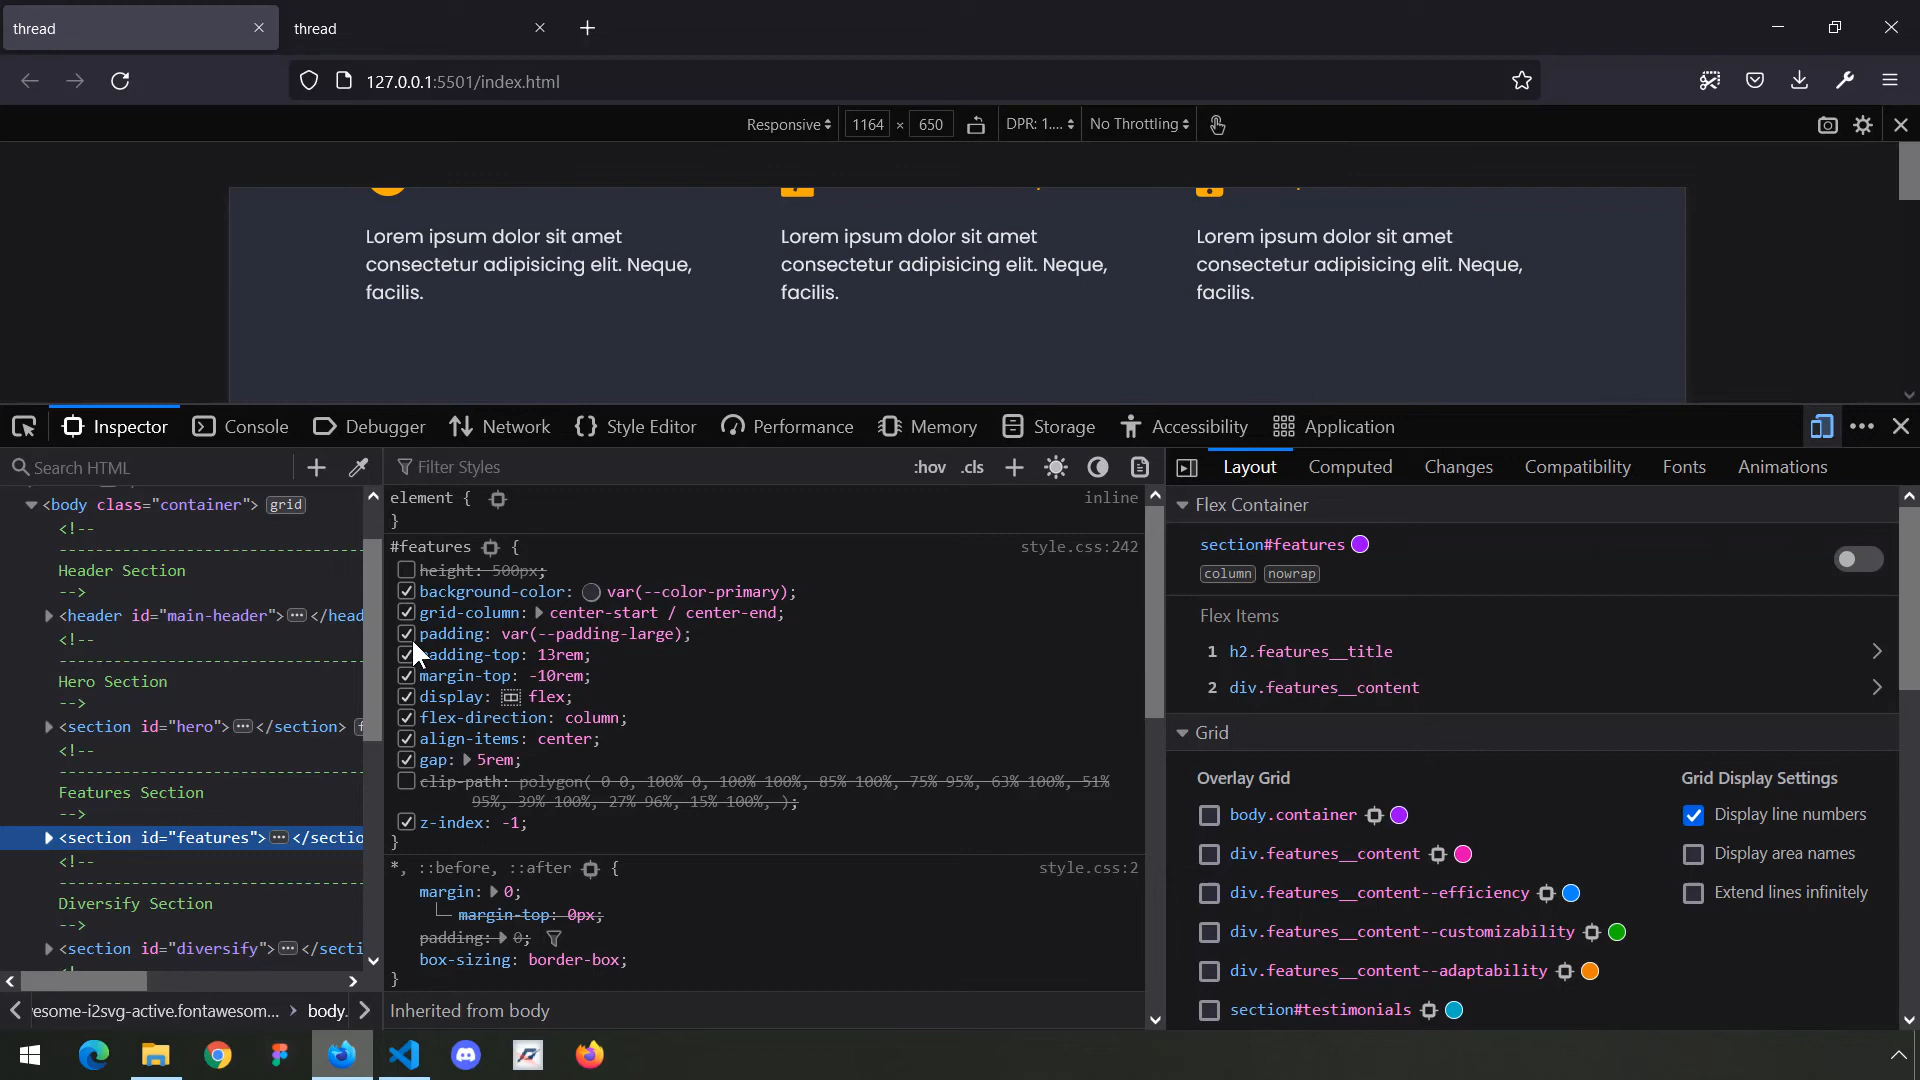 thread
thread
127.0.0.1:5501/index.html
Responsive 1164 × 650 DPR: 1.... No Throttling
Lorem ipsum dolor sit amet
consectetur adipisicing elit. Neque,
facilis.
Lorem ipsum dolor sit amet
consectetur adipisicing elit. Neque,
facilis.
Lorem ipsum dolor sit amet
consectetur adipisicing elit. Neque,
facilis.
Inspector Console Debugger Network Style Editor Performance Memory Storage Accessibility Application
Search HTML
<body class="container"> grid
<!--
----------------------------------
Header Section
-->
<header id="main-header"> </head
<!--
----------------------------------
Hero Section
-->
<section id="hero"> </section> f
<!--
----------------------------------
Features Section
-->
<section id="features"> </sectio
<!--
----------------------------------
Diversify Section
-->
<section id="diversify"> </secti
esome-i2svg-active.fontawesom... body.
Filter Styles :hov .cls
element { inline
}
#features { style.css:242
height: 500px;
background-color: var(--color-primary);
grid-column: center-start / center-end;
padding: var(--padding-large);
adding-top: 13rem;
margin-top: -10rem;
display: flex;
flex-direction: column;
align-items: center;
gap: 5rem;
clip-path: polygon( 0 0, 100% 0, 100% 100%, 85% 100%, 75% 95%, 63% 100%, 51%
95%, 39% 100%, 27% 96%, 15% 100%, );
z-index: -1;
}
*, ::before, ::after { style.css:2
margin: 0;
margin-top: 0px;
padding: 0;
box-sizing: border-box;
}
Inherited from body
Layout Computed Changes Compatibility Fonts Animations
Flex Container
section#features
column nowrap
Flex Items
1 h2.features__title
2 div.features__content
Grid
Overlay Grid
body.container
div.features__content
div.features__content--efficiency
div.features__content--customizability
div.features__content--adaptability
section#testimonials
Grid Display Settings
Display line numbers
Display area names
Extend lines infinitely